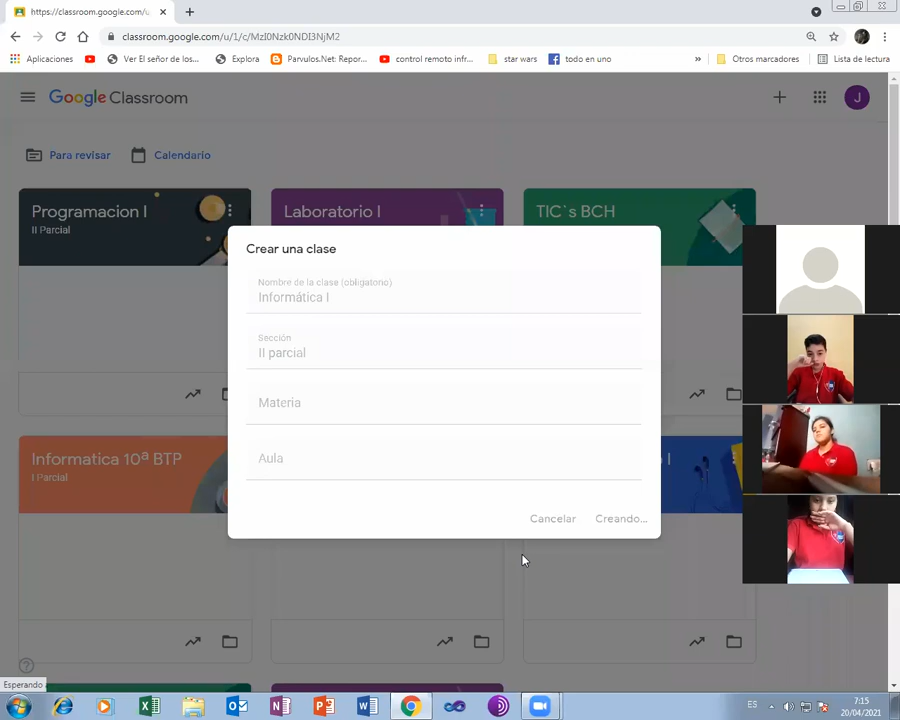 https://classroom.google.com/u/
classroom.google.com/u/1/c/MzI0Nzk0NDI3NjM2
Aplicaciones
Ver El señor de los...
Explora
Parvulos.Net: Repor...
control remoto infr...
star wars
todo en uno
»
Otros marcadores
Lista de lectura
Google Classroom
J
Para revisar
Calendario
Programacion I
II Parcial
Laboratorio I
TIC`s BCH
Crear una clase
Nombre de la clase (obligatorio)
Informática I
Sección
II parcial
Materia
Aula
Cancelar
Creando...
Informatica 10ª BTP
I Parcial
I
Esperando
ES
7:15
20/04/2021